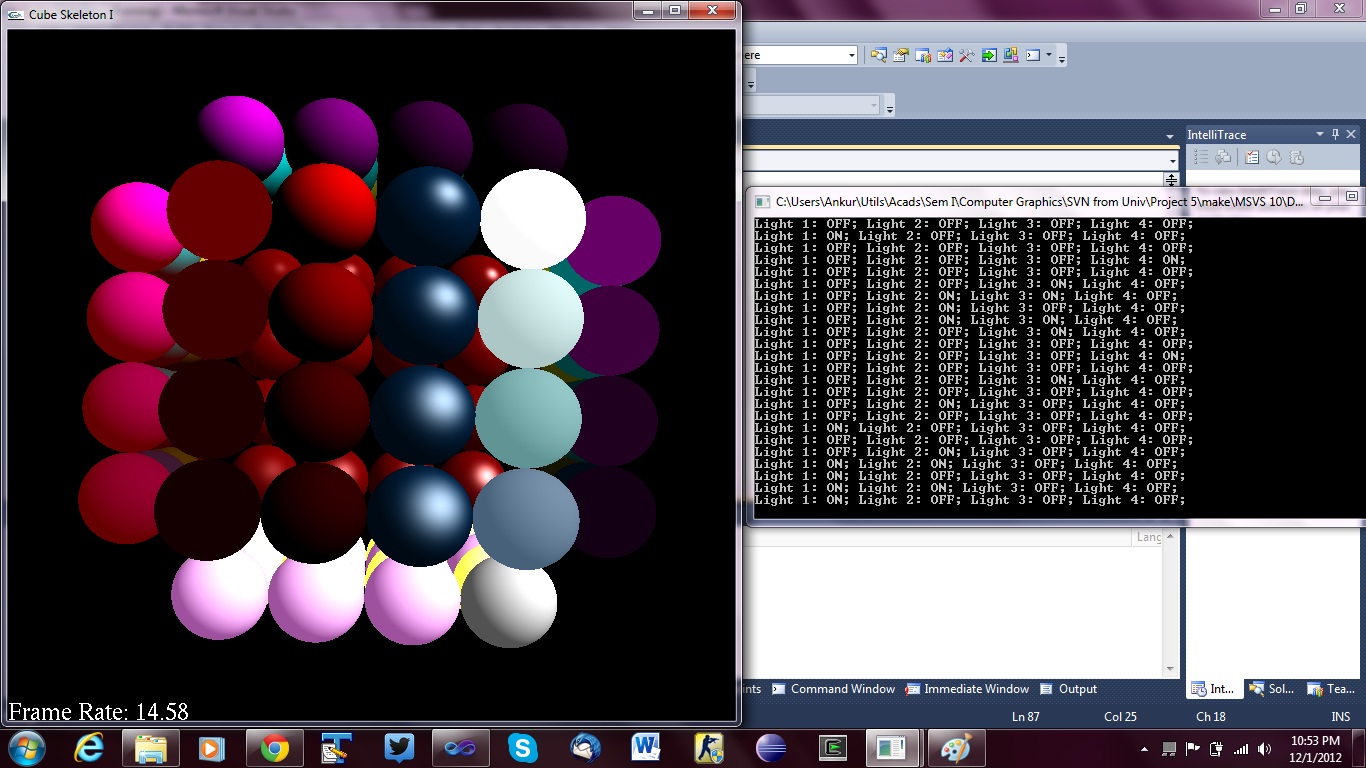 Cube Skeleton I
ere
IntelliTrace
C:\Users\Ankur\Utils\Acads\Sem I\Computer Graphics\SVN from Univ\Project 5\make\MSVS 10\D...
Light 1: OFF; Light 2: OFF; Light 3: OFF; Light 4: OFF;
Light 1: ON; Light 2: OFF; Light 3: OFF; Light 4: OFF;
Light 1: OFF; Light 2: OFF; Light 3: OFF; Light 4: OFF;
Light 1: OFF; Light 2: OFF; Light 3: OFF; Light 4: ON;
Light 1: OFF; Light 2: OFF; Light 3: OFF; Light 4: OFF;
Light 1: OFF; Light 2: OFF; Light 3: ON; Light 4: OFF;
Light 1: OFF; Light 2: ON; Light 3: ON; Light 4: OFF;
Light 1: OFF; Light 2: ON; Light 3: OFF; Light 4: OFF;
Light 1: OFF; Light 2: ON; Light 3: ON; Light 4: OFF;
Light 1: OFF; Light 2: OFF; Light 3: ON; Light 4: OFF;
Light 1: OFF; Light 2: OFF; Light 3: OFF; Light 4: OFF;
Light 1: OFF; Light 2: OFF; Light 3: OFF; Light 4: ON;
Light 1: OFF; Light 2: OFF; Light 3: OFF; Light 4: OFF;
Light 1: OFF; Light 2: OFF; Light 3: ON; Light 4: OFF;
Light 1: OFF; Light 2: OFF; Light 3: OFF; Light 4: OFF;
Light 1: OFF; Light 2: ON; Light 3: OFF; Light 4: OFF;
Light 1: OFF; Light 2: OFF; Light 3: OFF; Light 4: OFF;
Light 1: ON; Light 2: OFF; Light 3: OFF; Light 4: OFF;
Light 1: OFF; Light 2: OFF; Light 3: OFF; Light 4: OFF;
Light 1: OFF; Light 2: ON; Light 3: OFF; Light 4: OFF;
Light 1: ON; Light 2: ON; Light 3: OFF; Light 4: OFF;
Light 1: ON; Light 2: OFF; Light 3: OFF; Light 4: OFF;
Light 1: ON; Light 2: ON; Light 3: OFF; Light 4: OFF;
Light 1: ON; Light 2: OFF; Light 3: OFF; Light 4: OFF;
Lang
ints Command Window Immediate Window Output Int... Sol... Tea...
Frame Rate: 14.58
Ln 87 Col 25 Ch 18 INS
10:53 PM
12/1/2012